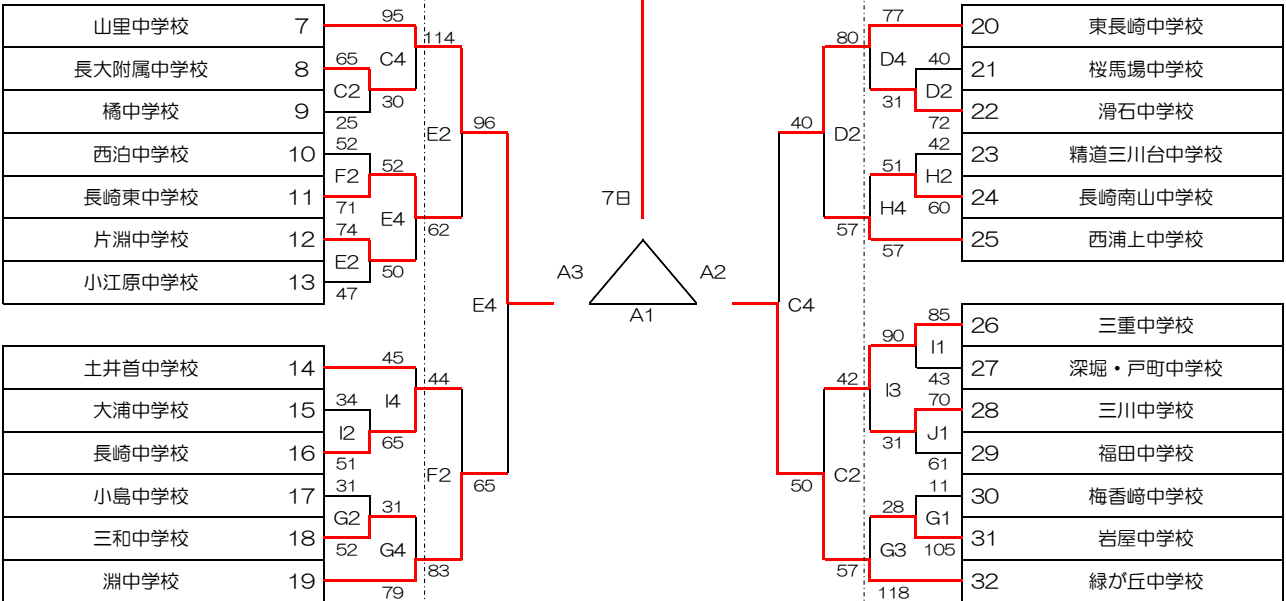 山里中学校 7
長大附属中学校 8
橘中学校 9
西泊中学校 10
長崎東中学校 11
片淵中学校 12
小江原中学校 13
土井首中学校 14
大浦中学校 15
長崎中学校 16
小島中学校 17
三和中学校 18
淵中学校 19
95
65
C2
25
C4
30
52
F2
71
52
74
E2
47
E4
50
114
E2
62
96
E4
45
34
I2
51
I4
65
31
G2
52
31
G4
79
44
F2
83
65
7日
A3
A2
A1
40
C4
50
80
D2
57
42
C2
57
77
D4
31
40
D2
72
51
H4
57
42
H2
60
90
I3
31
85
I1
43
70
J1
61
28
G3
118
11
G1
105
20 東長崎中学校
21 桜馬場中学校
22 滑石中学校
23 精道三川台中学校
24 長崎南山中学校
25 西浦上中学校
26 三重中学校
27 深堀・戸町中学校
28 三川中学校
29 福田中学校
30 梅香﨑中学校
31 岩屋中学校
32 緑が丘中学校